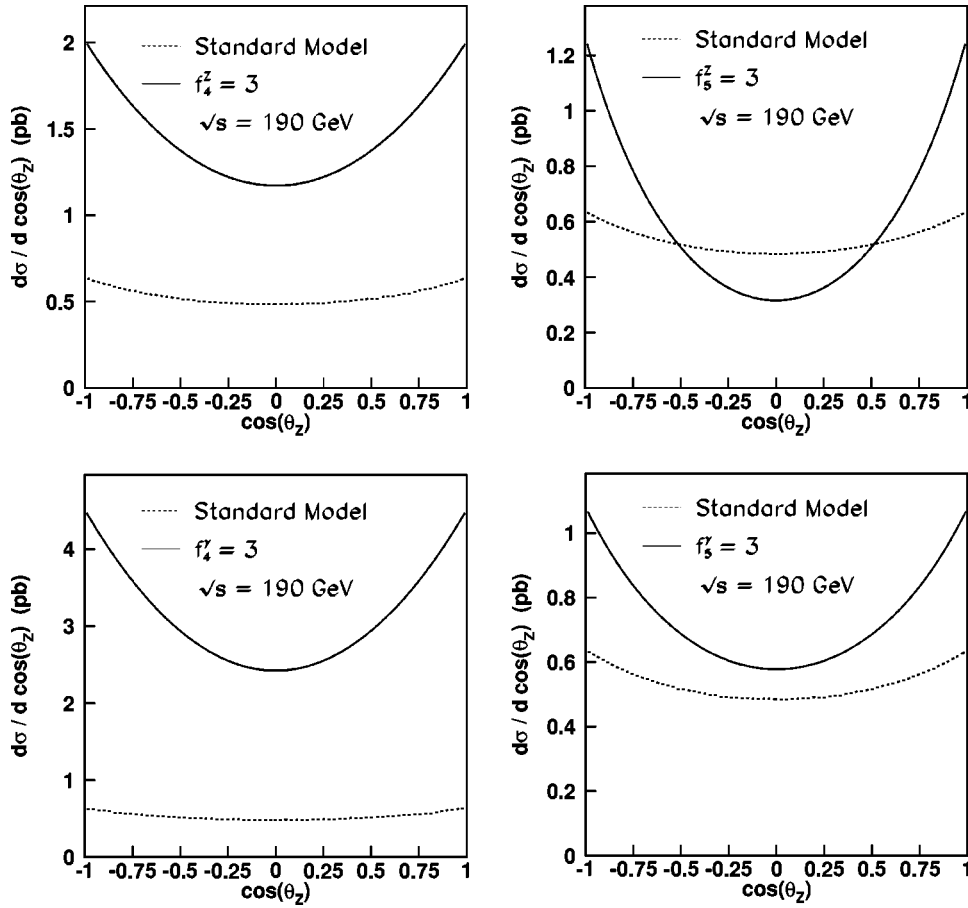 dσ / d cos(θ_Z) (pb)
2
1.5
1
0.5
0
Standard Model
f_4^Z = 3
√s = 190 GeV
-1 -0.75 -0.5 -0.25 0 0.25 0.5 0.75 1
cos(θ_Z)
dσ / d cos(θ_Z) (pb)
1.2
1
0.8
0.6
0.4
0.2
0
Standard Model
f_5^Z = 3
√s = 190 GeV
-1 -0.75 -0.5 -0.25 0 0.25 0.5 0.75 1
cos(θ_Z)
dσ / d cos(θ_Z) (pb)
4
3
2
1
0
Standard Model
f_4^γ = 3
√s = 190 GeV
-1 -0.75 -0.5 -0.25 0 0.25 0.5 0.75 1
cos(θ_Z)
dσ / d cos(θ_Z) (pb)
1
0.8
0.6
0.4
0.2
0
Standard Model
f_5^γ = 3
√s = 190 GeV
-1 -0.75 -0.5 -0.25 0 0.25 0.5 0.75 1
cos(θ_Z)